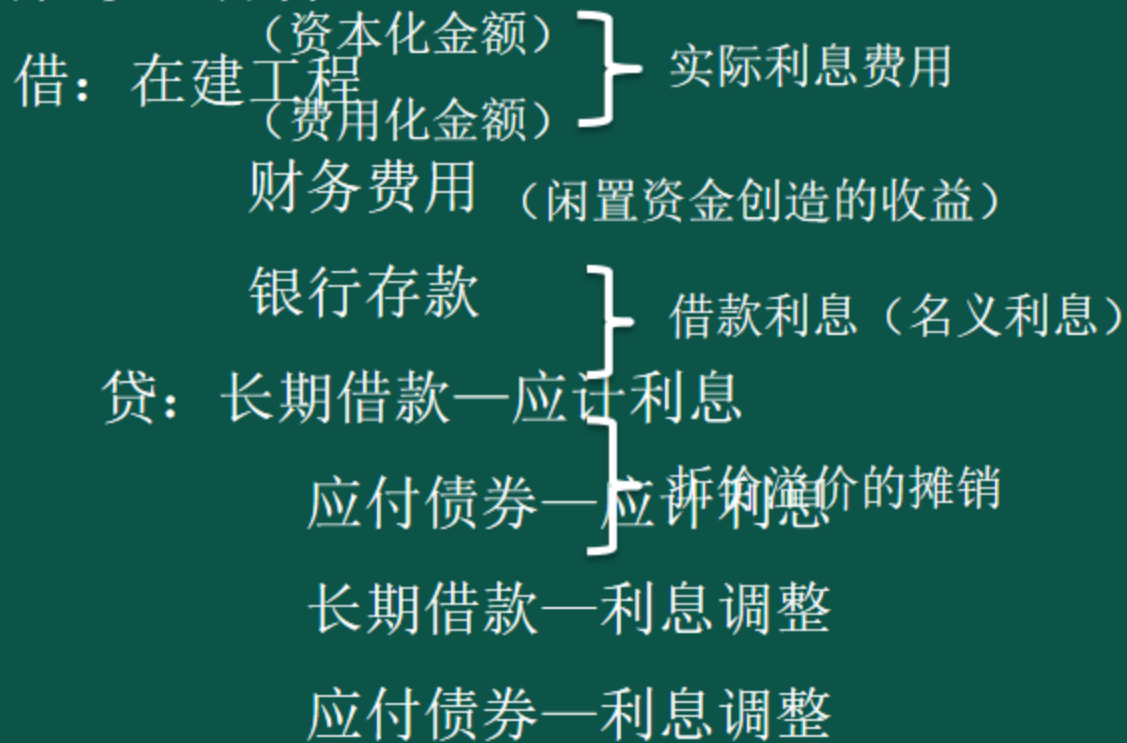 （资本化金额）
借：在建工程
实际利息费用
（费用化金额）
财务费用
（闲置资金创造的收益）
银行存款
借款利息（名义利息）
贷：长期借款—应计利息
应付债券—应计利息
折价溢价的摊销
长期借款—利息调整
应付债券—利息调整